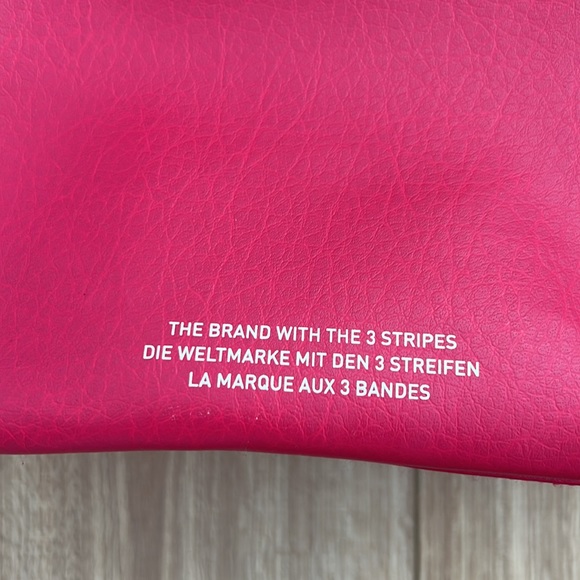 THE BRAND WITH THE 3 STRIPES
DIE WELTMARKE MIT DEN 3 STREIFEN
LA MARQUE AUX 3 BANDES